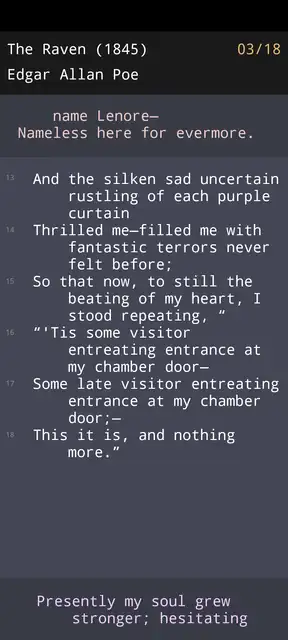 The Raven (1845)
03/18
Edgar Allan Poe
name Lenore—
Nameless here for evermore.
13 And the silken sad uncertain
rustling of each purple
curtain
14 Thrilled me—filled me with
fantastic terrors never
felt before;
15 So that now, to still the
beating of my heart, I
stood repeating, “
16 “'Tis some visitor
entreating entrance at
my chamber door—
17 Some late visitor entreating
entrance at my chamber
door;—
18 This it is, and nothing
more.”
Presently my soul grew
stronger; hesitating